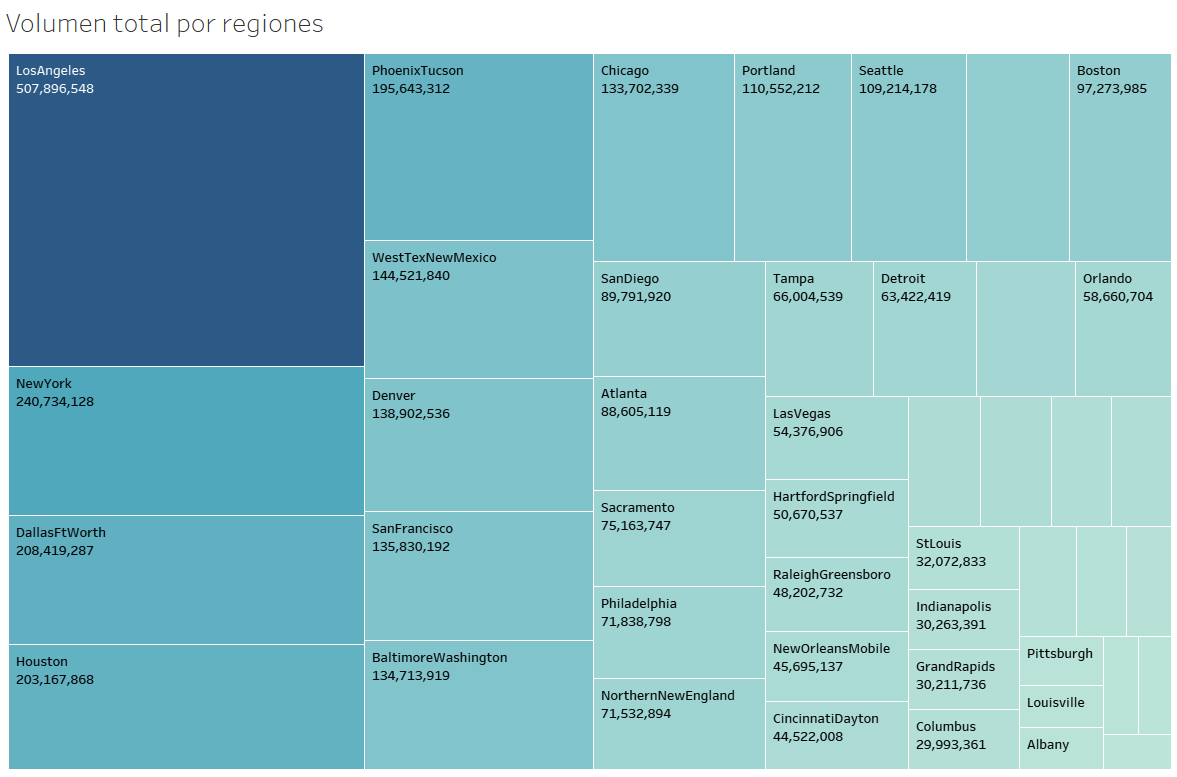 Volumen total por regiones
LosAngeles
507,896,548
NewYork
240,734,128
DallasFtWorth
208,419,287
Houston
203,167,868
PhoenixTucson
195,643,312
WestTexNewMexico
144,521,840
Denver
138,902,536
SanFrancisco
135,830,192
BaltimoreWashington
134,713,919
Chicago
133,702,339
Portland
110,552,212
Seattle
109,214,178
Boston
97,273,985
SanDiego
89,791,920
Atlanta
88,605,119
Sacramento
75,163,747
Philadelphia
71,838,798
NorthernNewEngland
71,532,894
Tampa
66,004,539
Detroit
63,422,419
Orlando
58,660,704
LasVegas
54,376,906
HartfordSpringfield
50,670,537
RaleighGreensboro
48,202,732
NewOrleansMobile
45,695,137
CincinnatiDayton
44,522,008
StLouis
32,072,833
Indianapolis
30,263,391
GrandRapids
30,211,736
Columbus
29,993,361
Pittsburgh
Louisville
Albany